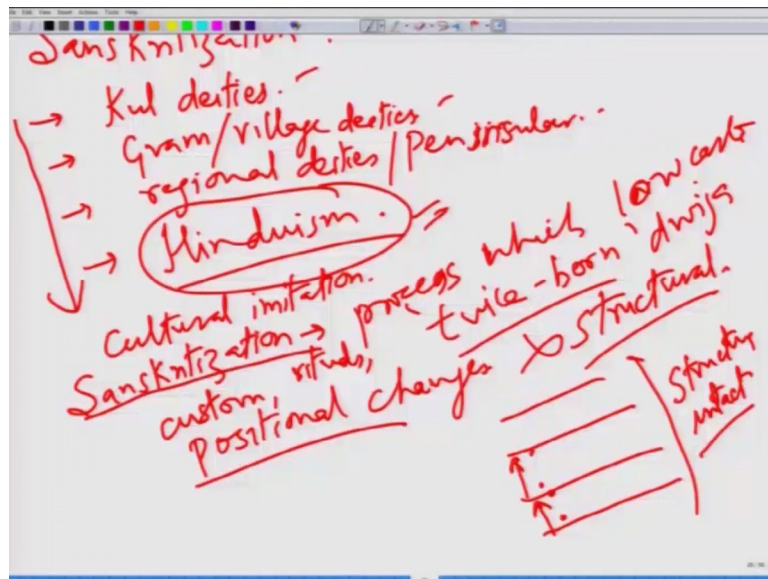 Sanskritization.
→ Kul deities.
→ Gram/village deities
→ regional deities/Peninsular..
→ Hinduism.
Cultural imitation.
Sanskritization → process which low caste
custom, rituals, twice-born 'dwija
Positional changes X Structural.
Structure
intact